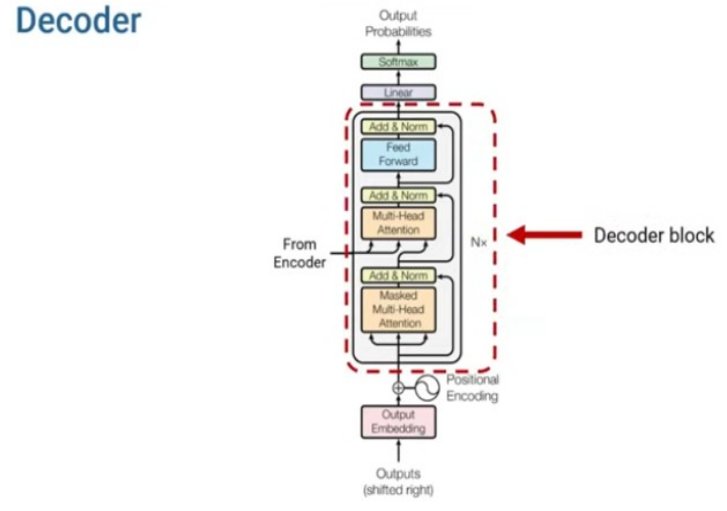 Decoder
Output
Probabilities
Softmax
Linear
Add & Norm
Feed
Forward
Add & Norm
Multi-Head
Attention
From
Encoder
Nx
Decoder block
Add & Norm
Masked
Multi-Head
Attention
Positional
Encoding
Output
Embedding
Outputs
(shifted right)